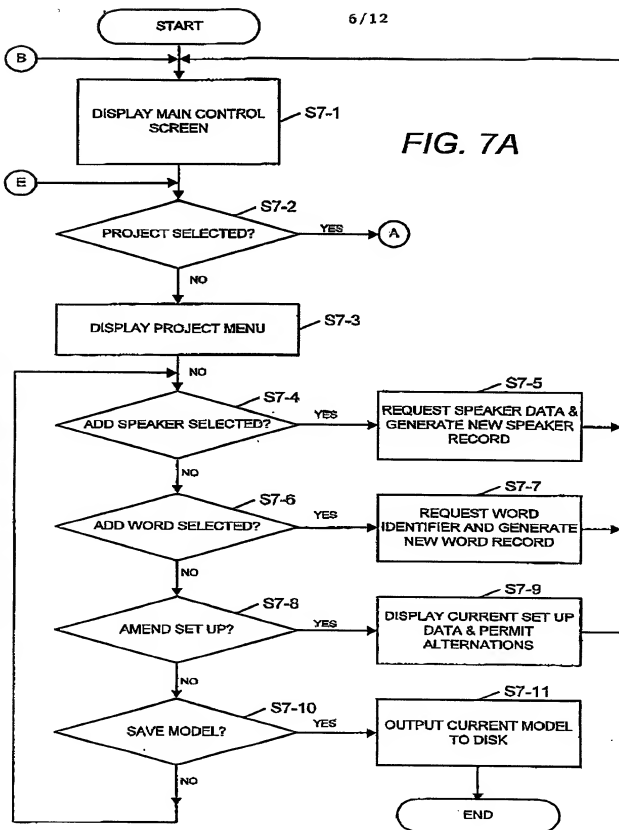 START
6/12
B
DISPLAY MAIN CONTROL
SCREEN
S7-1
FIG. 7A
E
S7-2
PROJECT SELECTED?
YES
A
NO
DISPLAY PROJECT MENU
S7-3
NO
S7-4
ADD SPEAKER SELECTED?
YES
S7-5
REQUEST SPEAKER DATA &
GENERATE NEW SPEAKER
RECORD
NO
S7-6
ADD WORD SELECTED?
YES
S7-7
REQUEST WORD
IDENTIFIER AND GENERATE
NEW WORD RECORD
NO
S7-8
AMEND SET UP?
YES
S7-9
DISPLAY CURRENT SET UP
DATA & PERMIT
ALTERNATIONS
NO
S7-10
SAVE MODEL?
YES
S7-11
OUTPUT CURRENT MODEL
TO DISK
NO
END